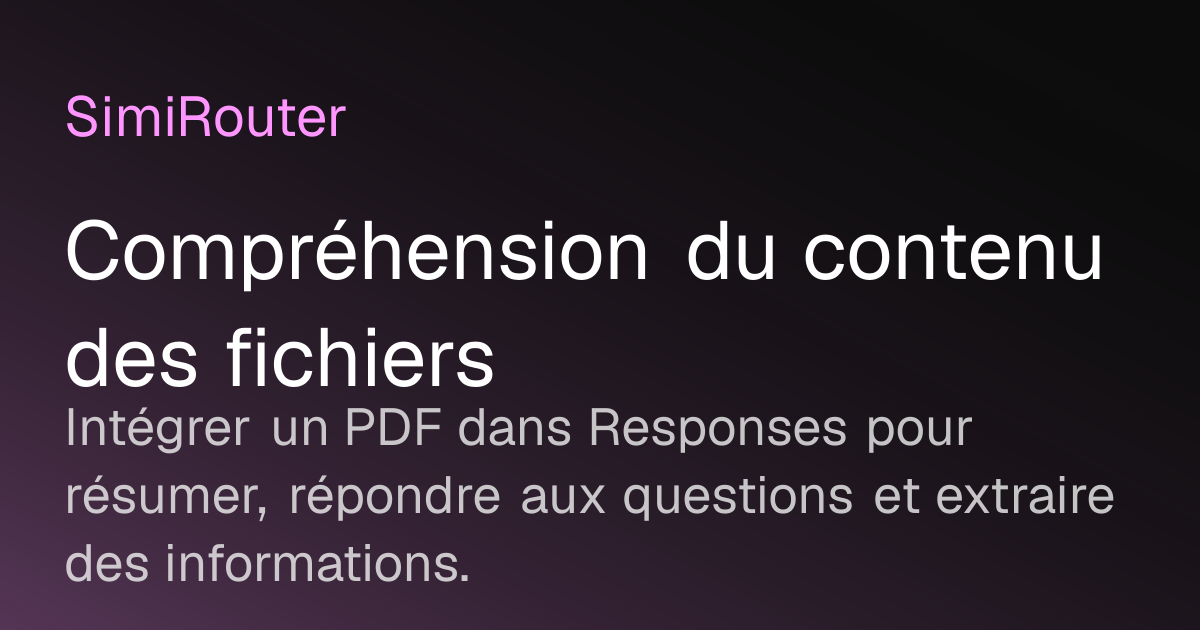 SimiRouter
Compréhension du contenu
des fichiers
Intégrer un PDF dans Responses pour
résumer, répondre aux questions et extraire
des informations.